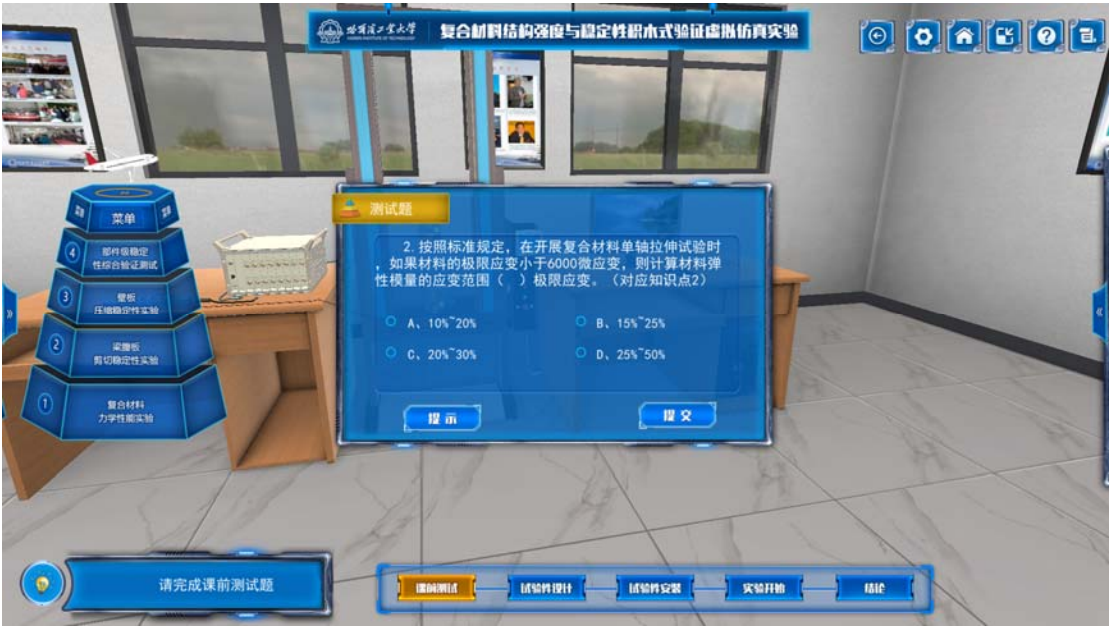 哈爾濱工業大学
复合材料结构强度与稳定性积木式验证虚拟仿真实验
菜单
4
部件级稳定
性综合验证测试
3
壁板
压缩稳定性实验
2
梁腹板
剪切稳定性实验
1
复合材料
力学性能实验
测试题
2.按照标准规定，在开展复合材料单轴拉伸试验时
，如果材料的极限应变小于6000微应变，则计算材料弹
性模量的应变范围（ ）极限应变。（对应知识点2）
A、10%~20%
B、15%~25%
C、20%~30%
D、25%~50%
提示
提交
请完成课前测试题
课前测试
试验件设计
试验件安装
实验开始
结论